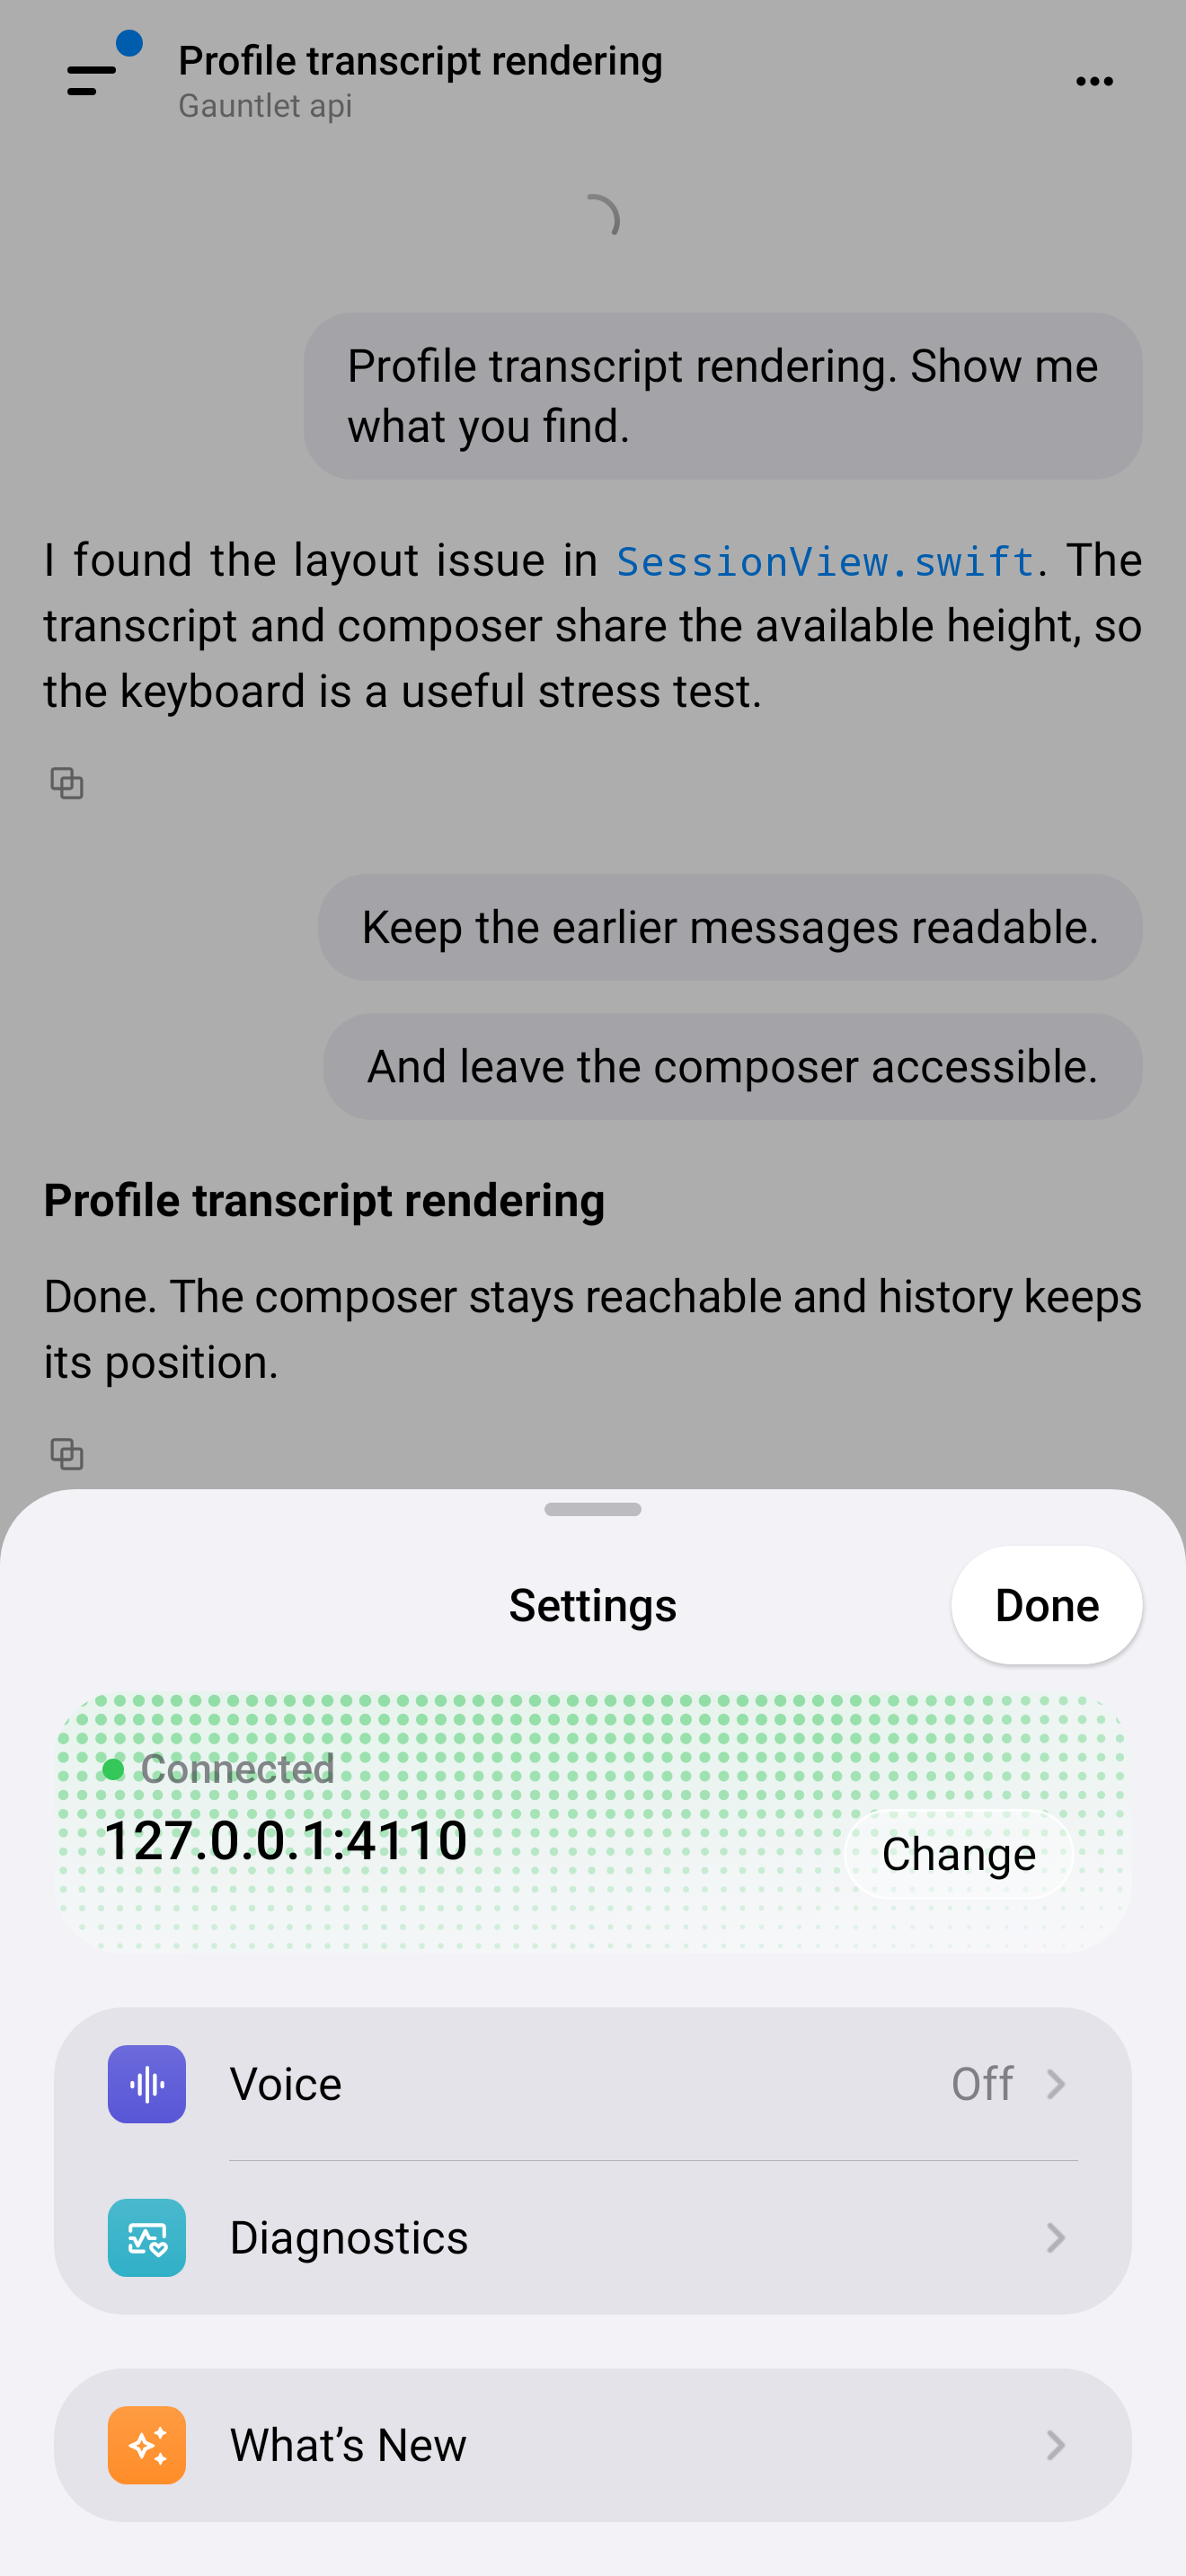 Profile transcript rendering
Gauntlet api
Profile transcript rendering. Show me
what you find.
I found the layout issue in SessionView.swift. The
transcript and composer share the available height, so
the keyboard is a useful stress test.
Keep the earlier messages readable.
And leave the composer accessible.
Profile transcript rendering
Done. The composer stays reachable and history keeps
its position.
Settings
Done
Connected
127.0.0.1:4110
Change
Voice
Off
Diagnostics
What’s New